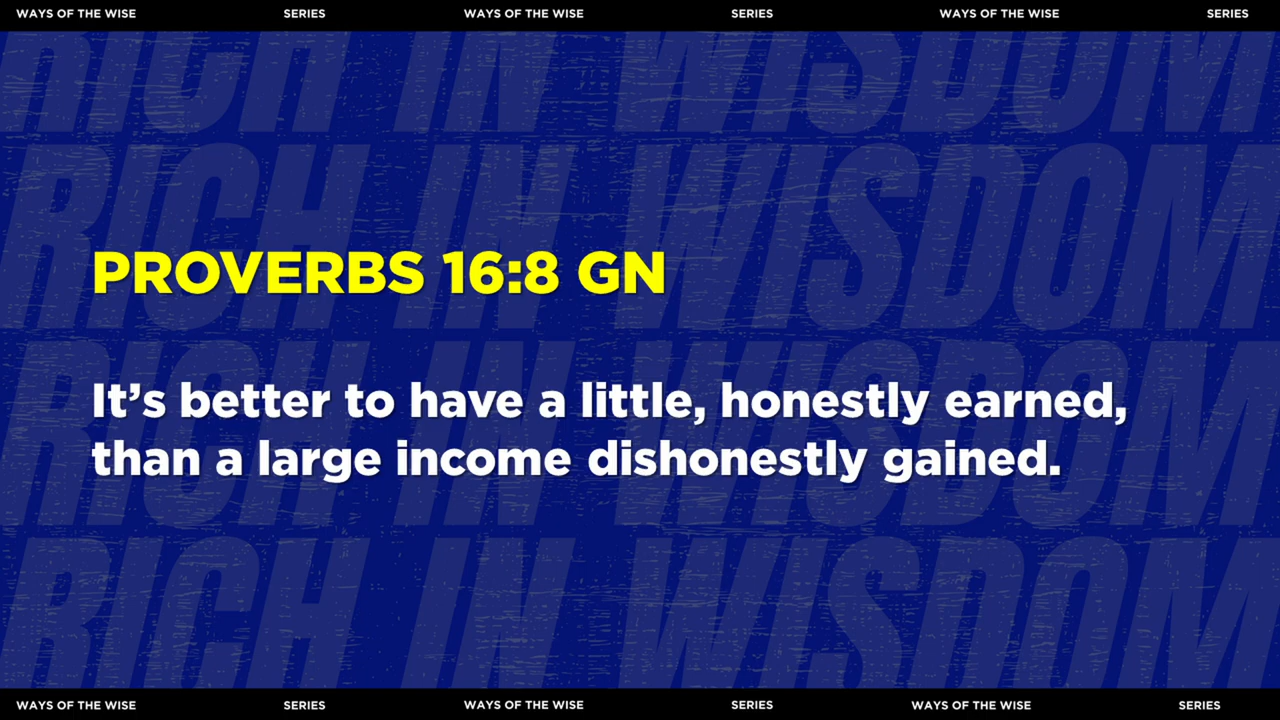 WAYS OF THE WISE SERIES WAYS OF THE WISE SERIES WAYS OF THE WISE SERIES
RICH IN WISDOM
RICH IN WISDOM
PROVERBS 16:8 GN
RICH IN WISDOM
It’s better to have a little, honestly earned,
than a large income dishonestly gained.
RICH IN WISDOM
WAYS OF THE WISE SERIES WAYS OF THE WISE SERIES WAYS OF THE WISE SERIES